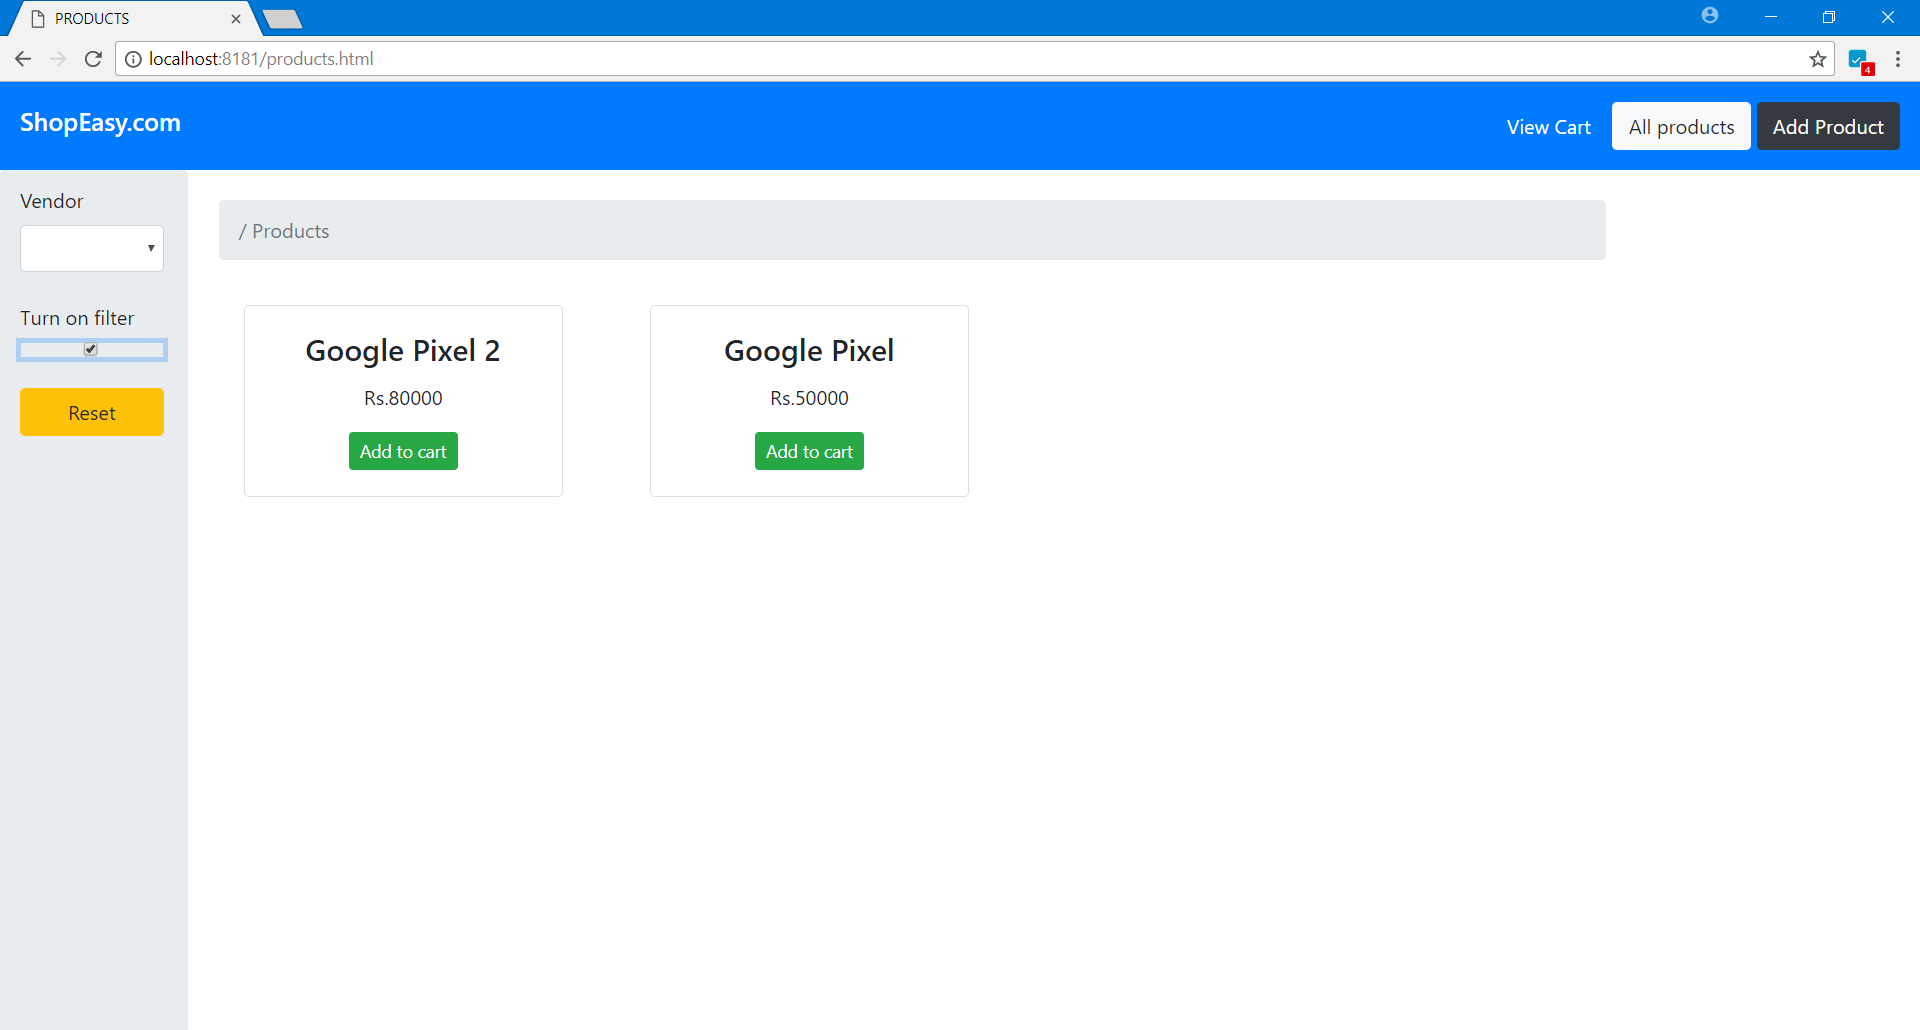 PRODUCTS
localhost:8181/products.html
4
ShopEasy.com
View Cart
All products
Add Product
Vendor
/ Products
Turn on filter
Reset
Google Pixel 2
Rs.80000
Add to cart
Google Pixel
Rs.50000
Add to cart